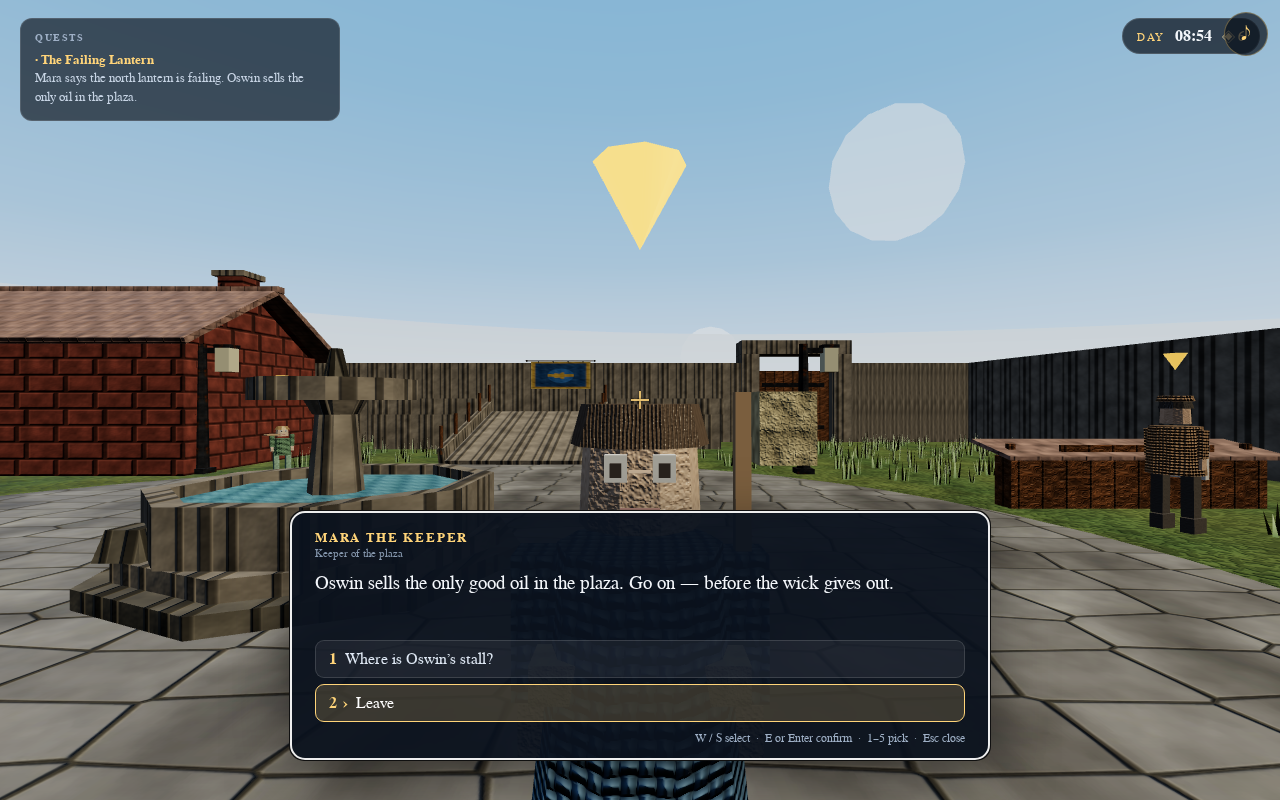 QUESTS
· The Failing Lantern
Mara says the north lantern is failing. Oswin sells the
only oil in the plaza.
DAY 08:54
MARA THE KEEPER
Keeper of the plaza
Oswin sells the only good oil in the plaza. Go on — before the wick gives out.
1 Where is Oswin’s stall?
2 › Leave
W / S select · E or Enter confirm · 1–5 pick · Esc close